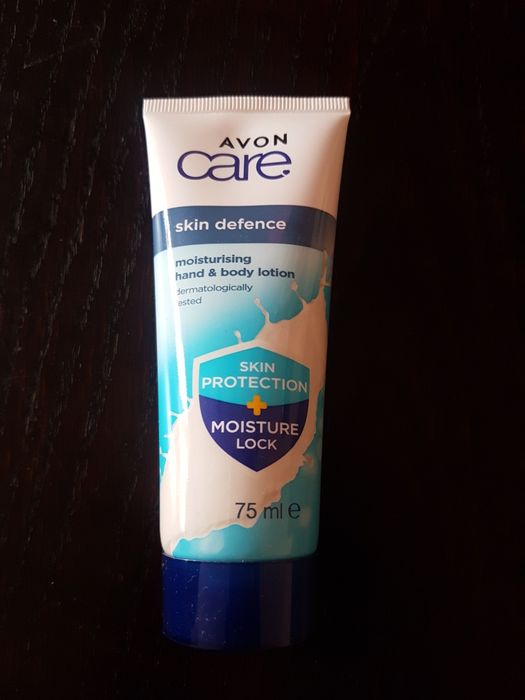 AVON
care
skin defence
moisturising
hand & body lotion
dermatologically
tested
SKIN
PROTECTION
+
MOISTURE
LOCK
75 ml e